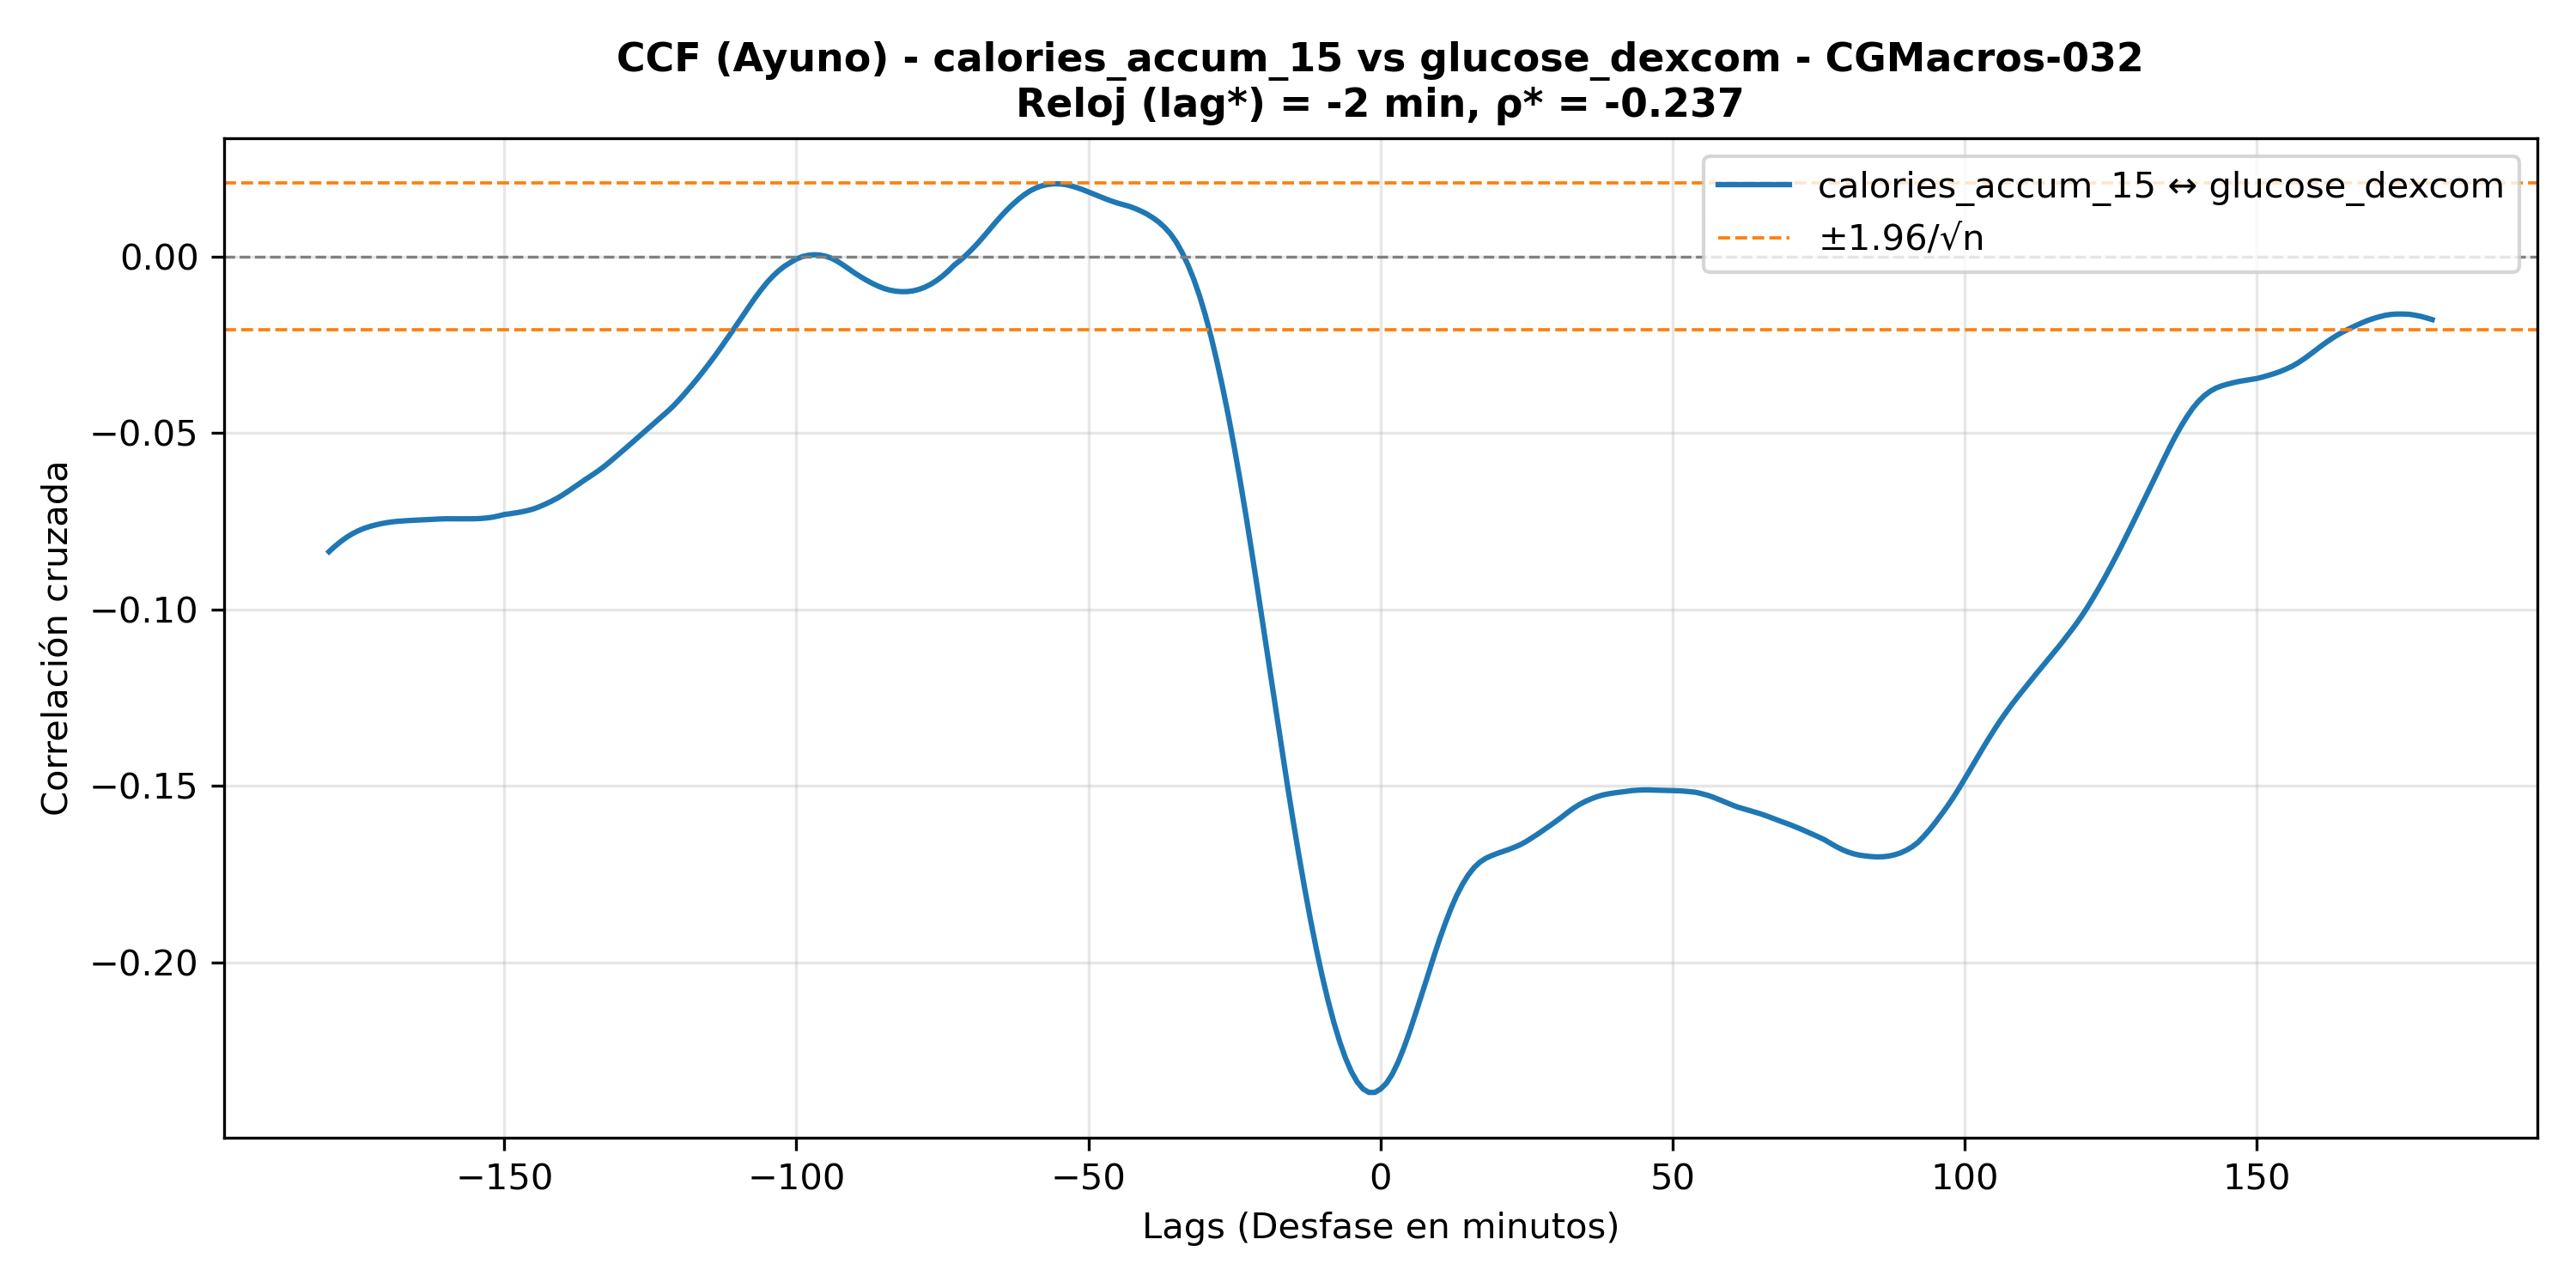 CCF (Ayuno) - calories_accum_15 vs glucose_dexcom - CGMacros-032
Reloj (lag*) = -2 min, ρ* = -0.237
calories_accum_15 ↔ glucose_dexcom
±1.96/√n
Correlación cruzada
0.00
−0.05
−0.10
−0.15
−0.20
−150
−100
−50
0
50
100
150
Lags (Desfase en minutos)